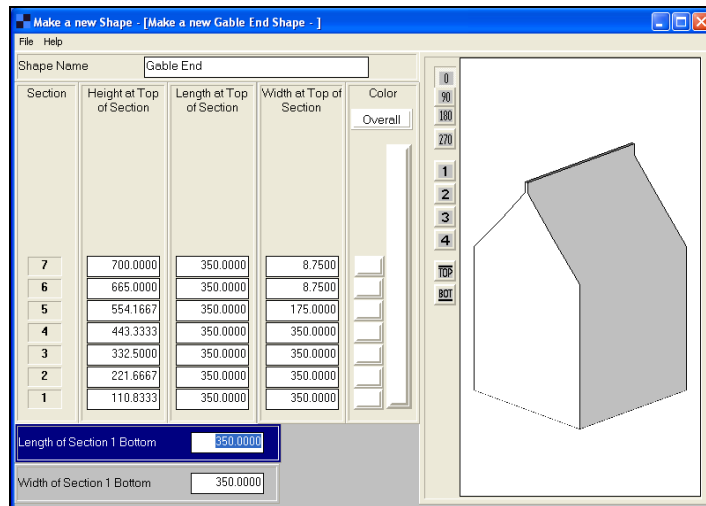 Make a new Shape - [Make a new Gable End Shape - ]
File Help
Shape Name Gable End
Section Height at Top of Section Length at Top of Section Width at Top of Section Color
Overall
7 700.0000 350.0000 8.7500
6 665.0000 350.0000 8.7500
5 554.1667 350.0000 175.0000
4 443.3333 350.0000 350.0000
3 332.5000 350.0000 350.0000
2 221.6667 350.0000 350.0000
1 110.8333 350.0000 350.0000
Length of Section 1 Bottom 350.0000
Width of Section 1 Bottom 350.0000
0
90
180
270
1
2
3
4
TOP
BOT